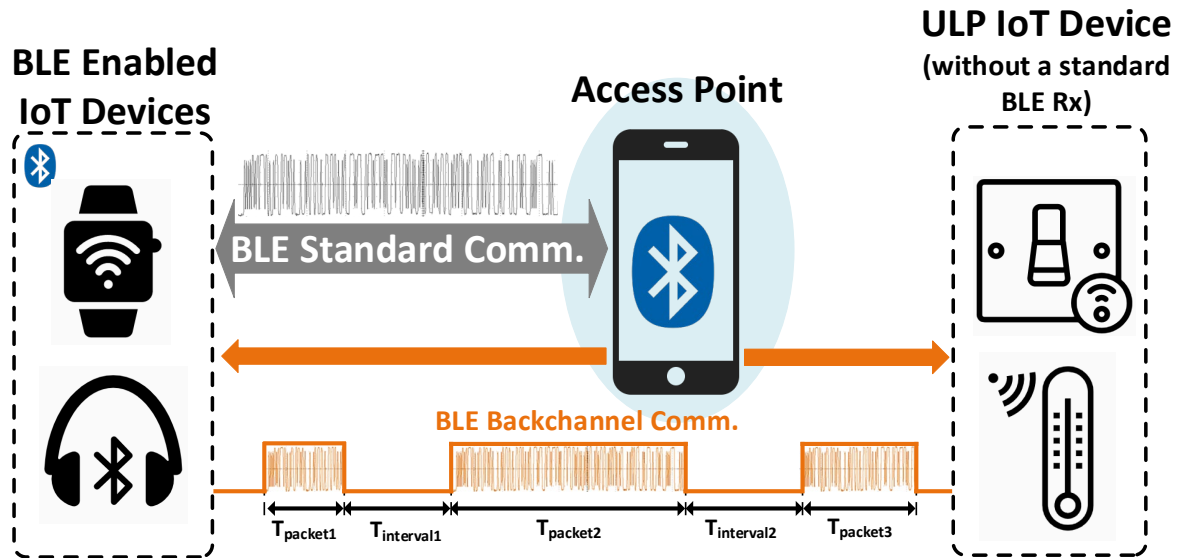 BLE Enabled
IoT Devices
Access Point
ULP IoT Device
(without a standard
BLE Rx)
BLE Standard Comm.
BLE Backchannel Comm.
Tpacket1
Tinterval1
Tpacket2
Tinterval2
Tpacket3